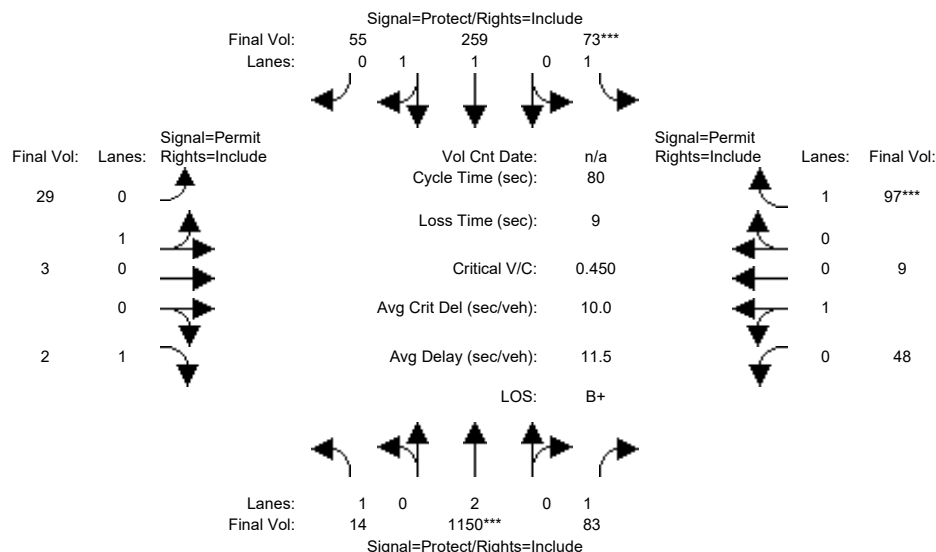 Signal=Protect/Rights=Include
Final Vol: 55 259 73***
Lanes: 0 1 1 0 1
Signal=Permit
Final Vol: Lanes: Rights=Include
Vol Cnt Date: n/a
Signal=Permit
Rights=Include Lanes: Final Vol:
Cycle Time (sec): 80
29 0
1 97***
Loss Time (sec): 9
1
0
3 0
Critical V/C: 0.450
0 9
0
Avg Crit Del (sec/veh): 10.0
1
2 1
Avg Delay (sec/veh): 11.5
0 48
LOS: B+
Lanes: 1 0 2 0 1
Final Vol: 14 1150*** 83
Signal=Protect/Rights=Include